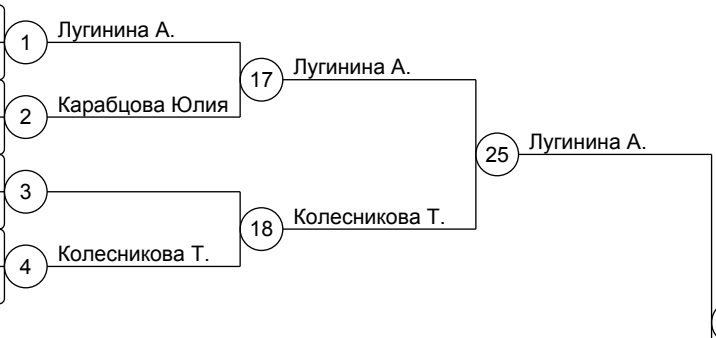 Лугинина А.
1
Лугинина А.
17
Карабцова Юлия
2
Лугинина А.
25
3
Колесникова Т.
18
Колесникова Т.
4